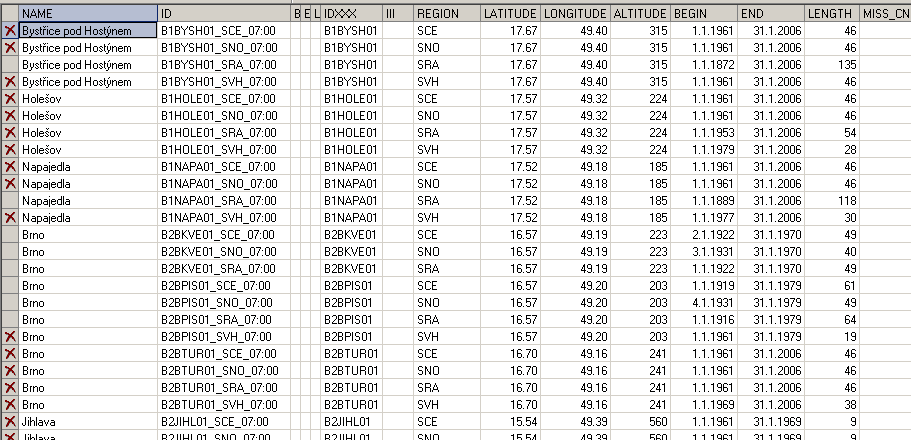 NAME ID B E L IDXXX III REGION LATITUDE LONGITUDE ALTITUDE BEGIN END LENGTH MISS_CN
Bystřice pod Hostýnem B1BYSH01_SCE_07:00 B1BYSH01 SCE 17.67 49.40 315 1.1.1961 31.1.2006 46
Bystřice pod Hostýnem B1BYSH01_SNO_07:00 B1BYSH01 SNO 17.67 49.40 315 1.1.1961 31.1.2006 46
Bystřice pod Hostýnem B1BYSH01_SRA_07:00 B1BYSH01 SRA 17.67 49.40 315 1.1.1872 31.1.2006 135
Bystřice pod Hostýnem B1BYSH01_SVH_07:00 B1BYSH01 SVH 17.67 49.40 315 1.1.1961 31.1.2006 46
Holešov B1HOLE01_SCE_07:00 B1HOLE01 SCE 17.57 49.32 224 1.1.1961 31.1.2006 46
Holešov B1HOLE01_SNO_07:00 B1HOLE01 SNO 17.57 49.32 224 1.1.1961 31.1.2006 46
Holešov B1HOLE01_SRA_07:00 B1HOLE01 SRA 17.57 49.32 224 1.1.1953 31.1.2006 54
Holešov B1HOLE01_SVH_07:00 B1HOLE01 SVH 17.57 49.32 224 1.1.1979 31.1.2006 28
Napajedla B1NAPA01_SCE_07:00 B1NAPA01 SCE 17.52 49.18 185 1.1.1961 31.1.2006 46
Napajedla B1NAPA01_SNO_07:00 B1NAPA01 SNO 17.52 49.18 185 1.1.1961 31.1.2006 46
Napajedla B1NAPA01_SRA_07:00 B1NAPA01 SRA 17.52 49.18 185 1.1.1889 31.1.2006 118
Napajedla B1NAPA01_SVH_07:00 B1NAPA01 SVH 17.52 49.18 185 1.1.1977 31.1.2006 30
Brno B2BKVE01_SCE_07:00 B2BKVE01 SCE 16.57 49.19 223 2.1.1922 31.1.1970 49
Brno B2BKVE01_SNO_07:00 B2BKVE01 SNO 16.57 49.19 223 3.1.1931 31.1.1970 40
Brno B2BKVE01_SRA_07:00 B2BKVE01 SRA 16.57 49.19 223 1.1.1922 31.1.1970 49
Brno B2BPIS01_SCE_07:00 B2BPIS01 SCE 16.57 49.20 203 1.1.1919 31.1.1979 61
Brno B2BPIS01_SNO_07:00 B2BPIS01 SNO 16.57 49.20 203 4.1.1931 31.1.1979 49
Brno B2BPIS01_SRA_07:00 B2BPIS01 SRA 16.57 49.20 203 1.1.1916 31.1.1979 64
Brno B2BPIS01_SVH_07:00 B2BPIS01 SVH 16.57 49.20 203 1.1.1961 31.1.1979 19
Brno B2BTUR01_SCE_07:00 B2BTUR01 SCE 16.70 49.16 241 1.1.1961 31.1.2006 46
Brno B2BTUR01_SNO_07:00 B2BTUR01 SNO 16.70 49.16 241 1.1.1961 31.1.2006 46
Brno B2BTUR01_SRA_07:00 B2BTUR01 SRA 16.70 49.16 241 1.1.1961 31.1.2006 46
Brno B2BTUR01_SVH_07:00 B2BTUR01 SVH 16.70 49.16 241 1.1.1969 31.1.2006 38
Jihlava B2JIHL01_SCE_07:00 B2JIHL01 SCE 15.54 49.39 560 1.1.1961 31.1.1969 9
Jihlava B2JIHL01_SNO_07:00 B2JIHL01 SNO 15.54 49.39 560 1.1.1961 31.1.1969 9